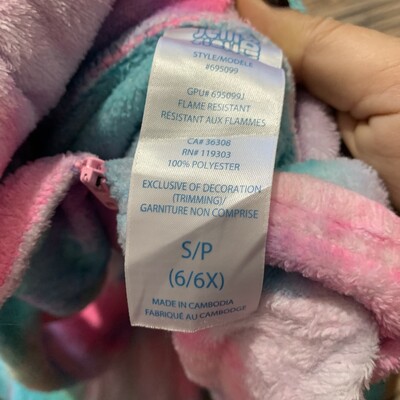 STYLE/MODELE
#695099
GPU# 695099J
FLAME RESISTANT
RÉSISTANT AUX FLAMMES
CA# 36308
RN# 119303
100% POLYESTER
EXCLUSIVE OF DECORATION
(TRIMMING)/
GARNITURE NON COMPRISE
S/P
(6/6X)
MADE IN CAMBODIA
FABRIQUÉ AU CAMBODGE